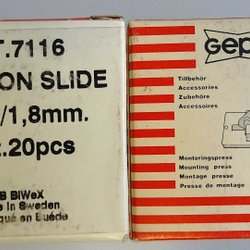 .7116
ON SLIDE
/1,8mm.
.20pcs
B BiWeX
in Sweden
en Suède
Gep
Tillbehör
Accessories
Zubehöre
Accessoires
Monteringspress
Mounting press
Montage presse
Presse de montage